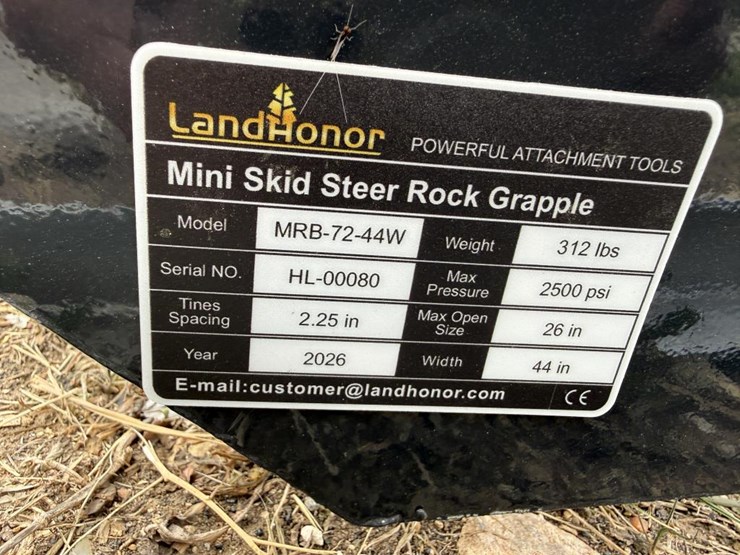 LandHonor POWERFUL ATTACHMENT TOOLS
Mini Skid Steer Rock Grapple
Model MRB-72-44W Weight 312 lbs
Serial NO. HL-00080 Max Pressure 2500 psi
Tines Spacing 2.25 in Max Open Size 26 in
Year 2026 Width 44 in
E-mail:customer@landhonor.com CE